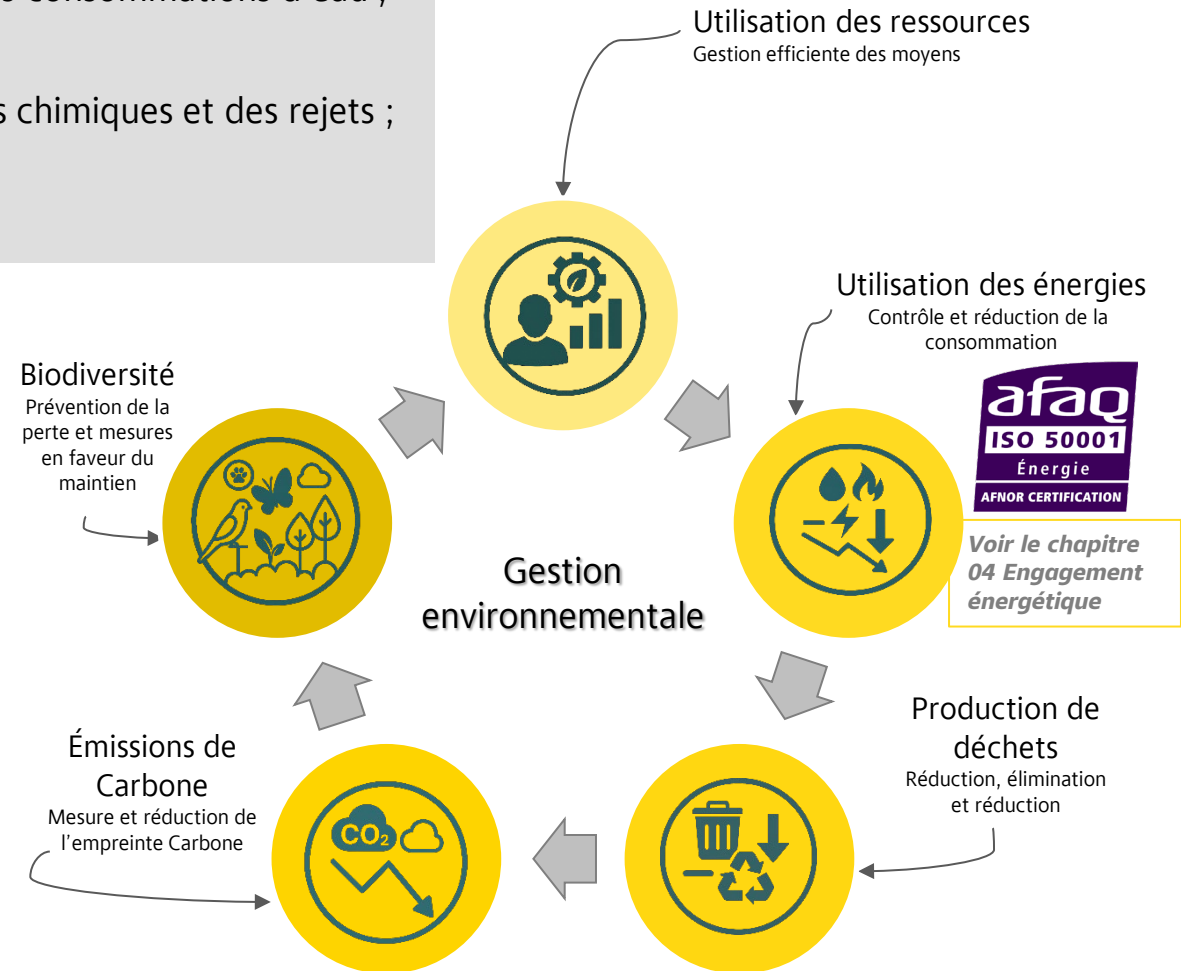 s chimiques et des rejets ;
Utilisation des ressources
Gestion efficiente des moyens
Utilisation des énergies
Contrôle et réduction de la
consommation
afaq
ISO 50001
Énergie
AFNOR CERTIFICATION
Voir le chapitre
04 Engagement
énergétique
Biodiversité
Prévention de la
perte et mesures
en faveur du
maintien
Gestion
environnementale
Production de
déchets
Réduction, élimination
et réduction
Émissions de
Carbone
Mesure et réduction de
l’empreinte Carbone
CO₂